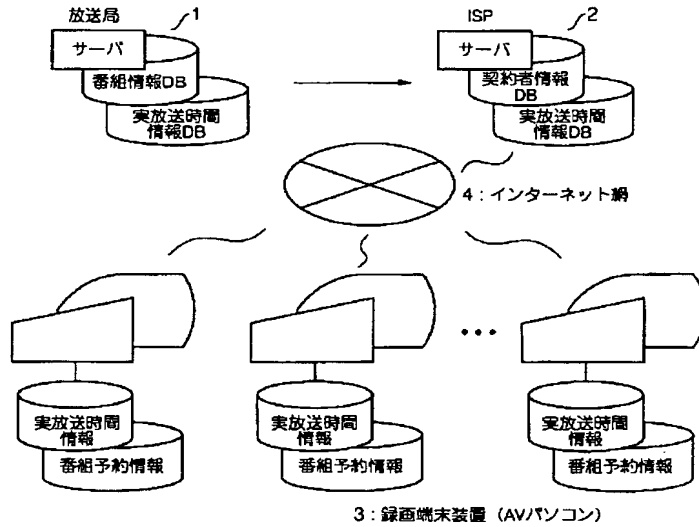 放送局
1
サーバ
番組情報DB
実放送時間
情報DB
ISP
2
サーバ
契約者情報
DB
実放送時間
情報DB
4：インターネット網
実放送時間
情報
番組予約情報
実放送時間
情報
番組予約情報
実放送時間
情報
番組予約情報
3：録画端末装置（AVパソコン）